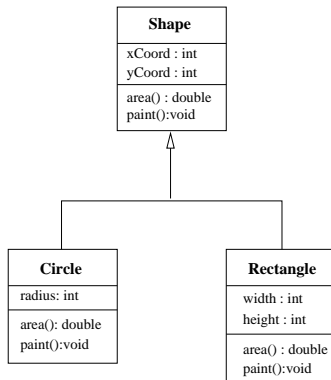 Shape
xCoord : int
yCoord : int
area() : double
paint():void
Circle
radius: int
area(): double
paint():void
Rectangle
width : int
height : int
area() : double
paint():void